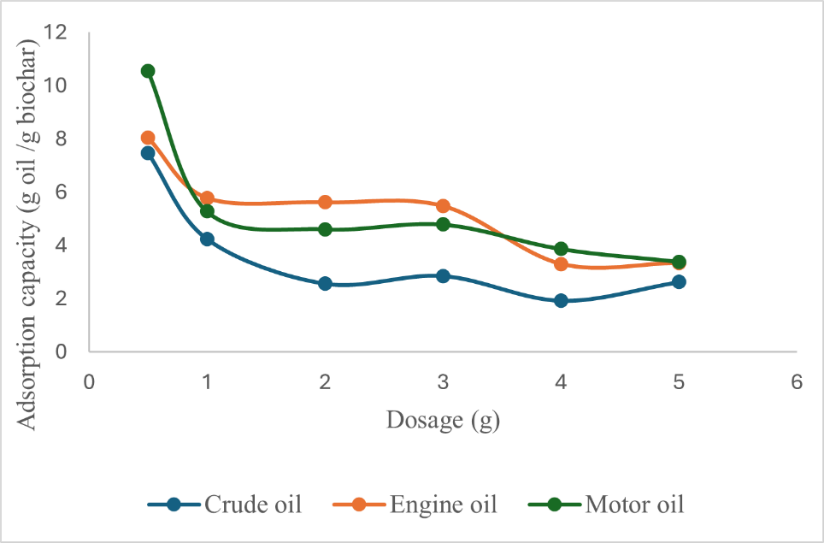 Adsorption capacity (g oil /g biochar)
12
10
8
6
4
2
0
0 1 2 3 4 5 6
Dosage (g)
Crude oil Engine oil Motor oil